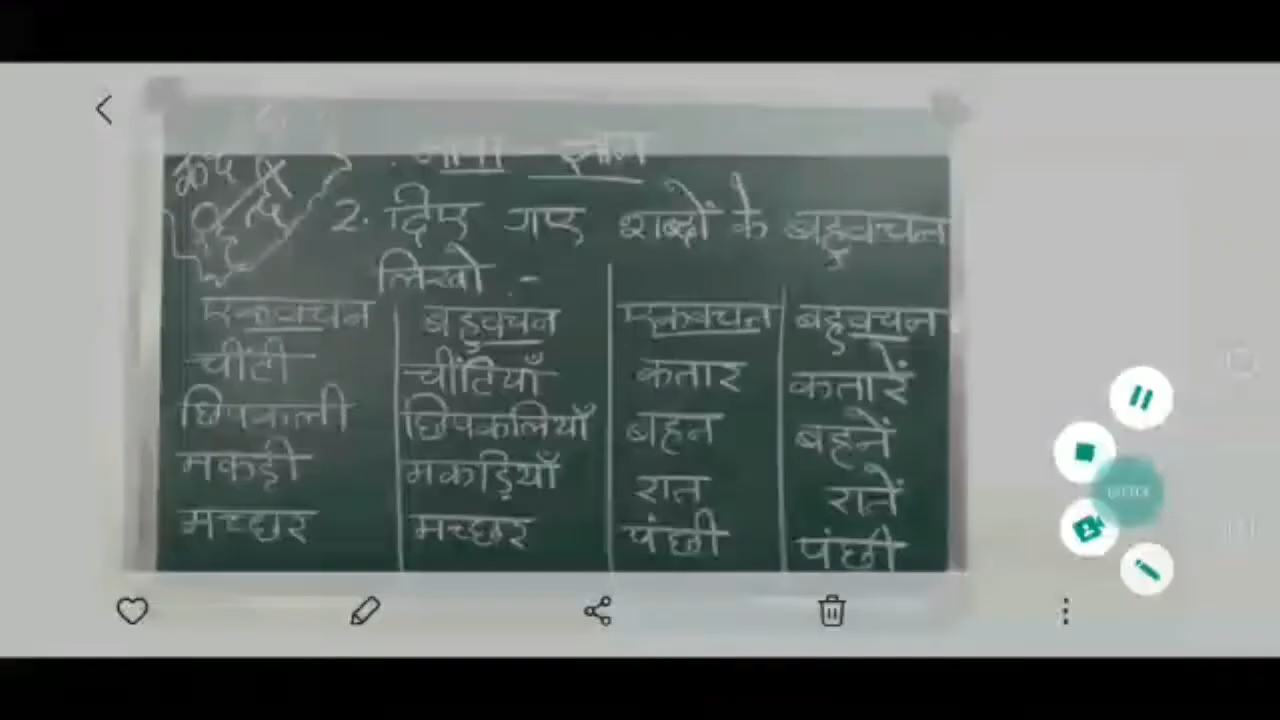 भाषा - ज्ञान
2. दिए गए शब्दों के बहुवचन
लिखो :-
एकवचन बहुवचन एकवचन बहुवचन
चींटी चींटियाँ कतार कतारें
छिपकली छिपकलियाँ बहन बहनें
मकड़ी मकड़ियाँ रात रातें
मच्छर मच्छर पंछी पंछी